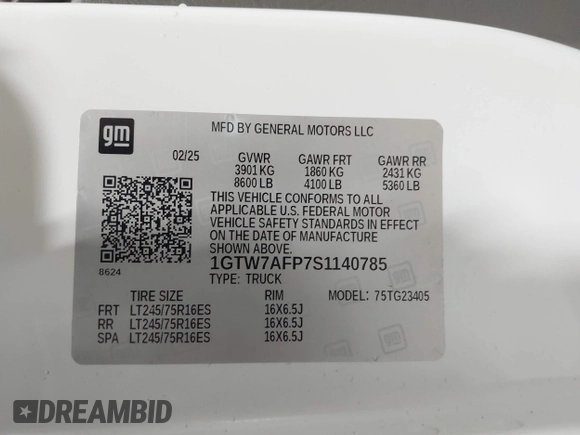 gm
MFD BY GENERAL MOTORS LLC
02/25 GVWR GAWR FRT GAWR RR
3901 KG 1860 KG 2431 KG
8600 LB 4100 LB 5360 LB
THIS VEHICLE CONFORMS TO ALL
APPLICABLE U.S. FEDERAL MOTOR
VEHICLE SAFETY STANDARDS IN EFFECT
ON THE DATE OF MANUFACTURE
SHOWN ABOVE.
8624
1GTW7AFP7S1140785
TYPE: TRUCK
TIRE SIZE RIM MODEL: 75TG23405
FRT LT245/75R16ES 16X6.5J
RR LT245/75R16ES 16X6.5J
SPA LT245/75R16ES 16X6.5J
DREAMBID